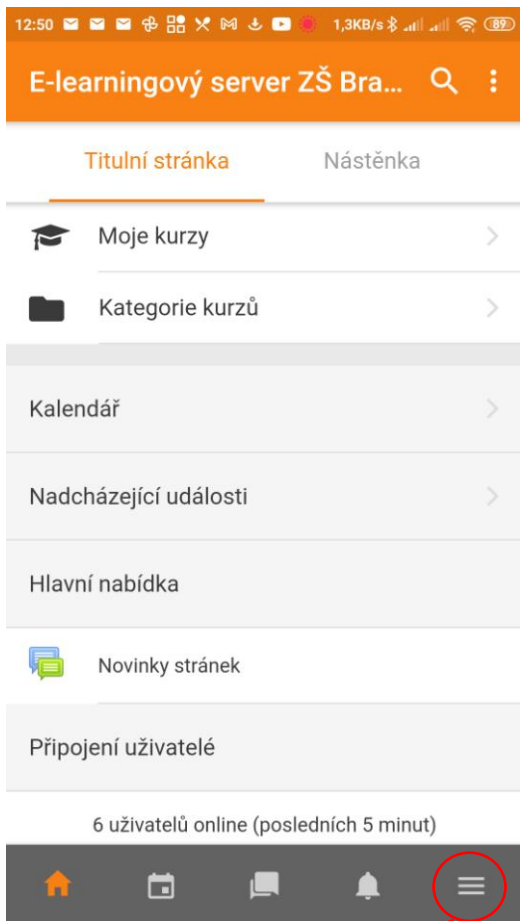 12:50 1,3KB/s 89
E-learningový server ZŠ Bra...
Titulní stránka Nástěnka
Moje kurzy
Kategorie kurzů
Kalendář
Nadcházející události
Hlavní nabídka
Novinky stránek
Připojení uživatelé
6 uživatelů online (posledních 5 minut)